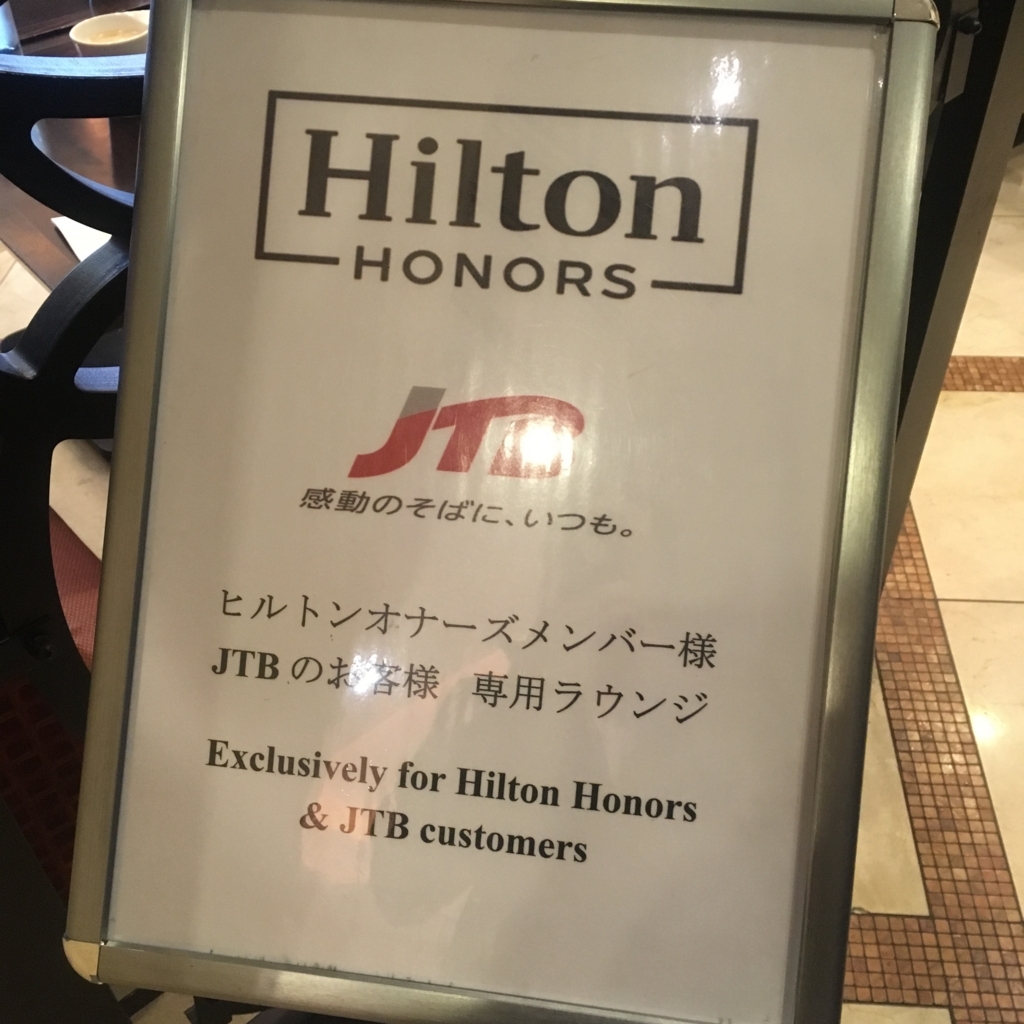 Hilton
HONORS
JTB
感動のそばに、いつも。
ヒルトンオナーズメンバー様
JTBのお客様 専用ラウンジ
Exclusively for Hilton Honors
& JTB customers